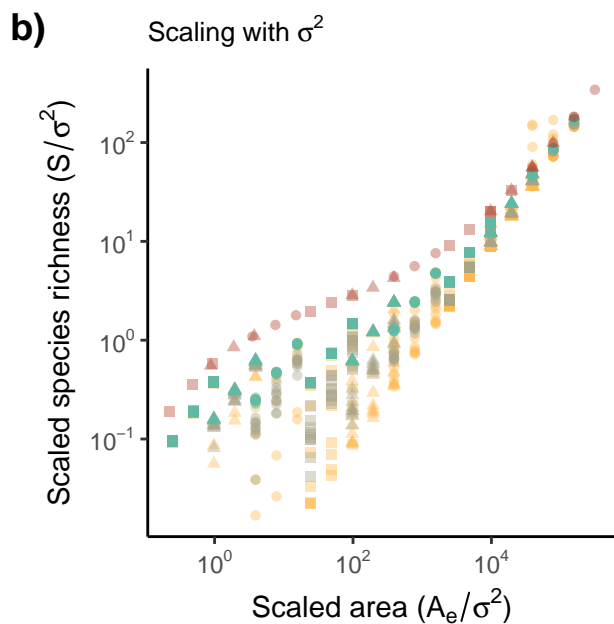 b)
Scaling with σ²
Scaled species richness (S/σ²)
10²
10¹
10⁰
10⁻¹
10⁰
10²
10⁴
Scaled area (Aₑ/σ²)